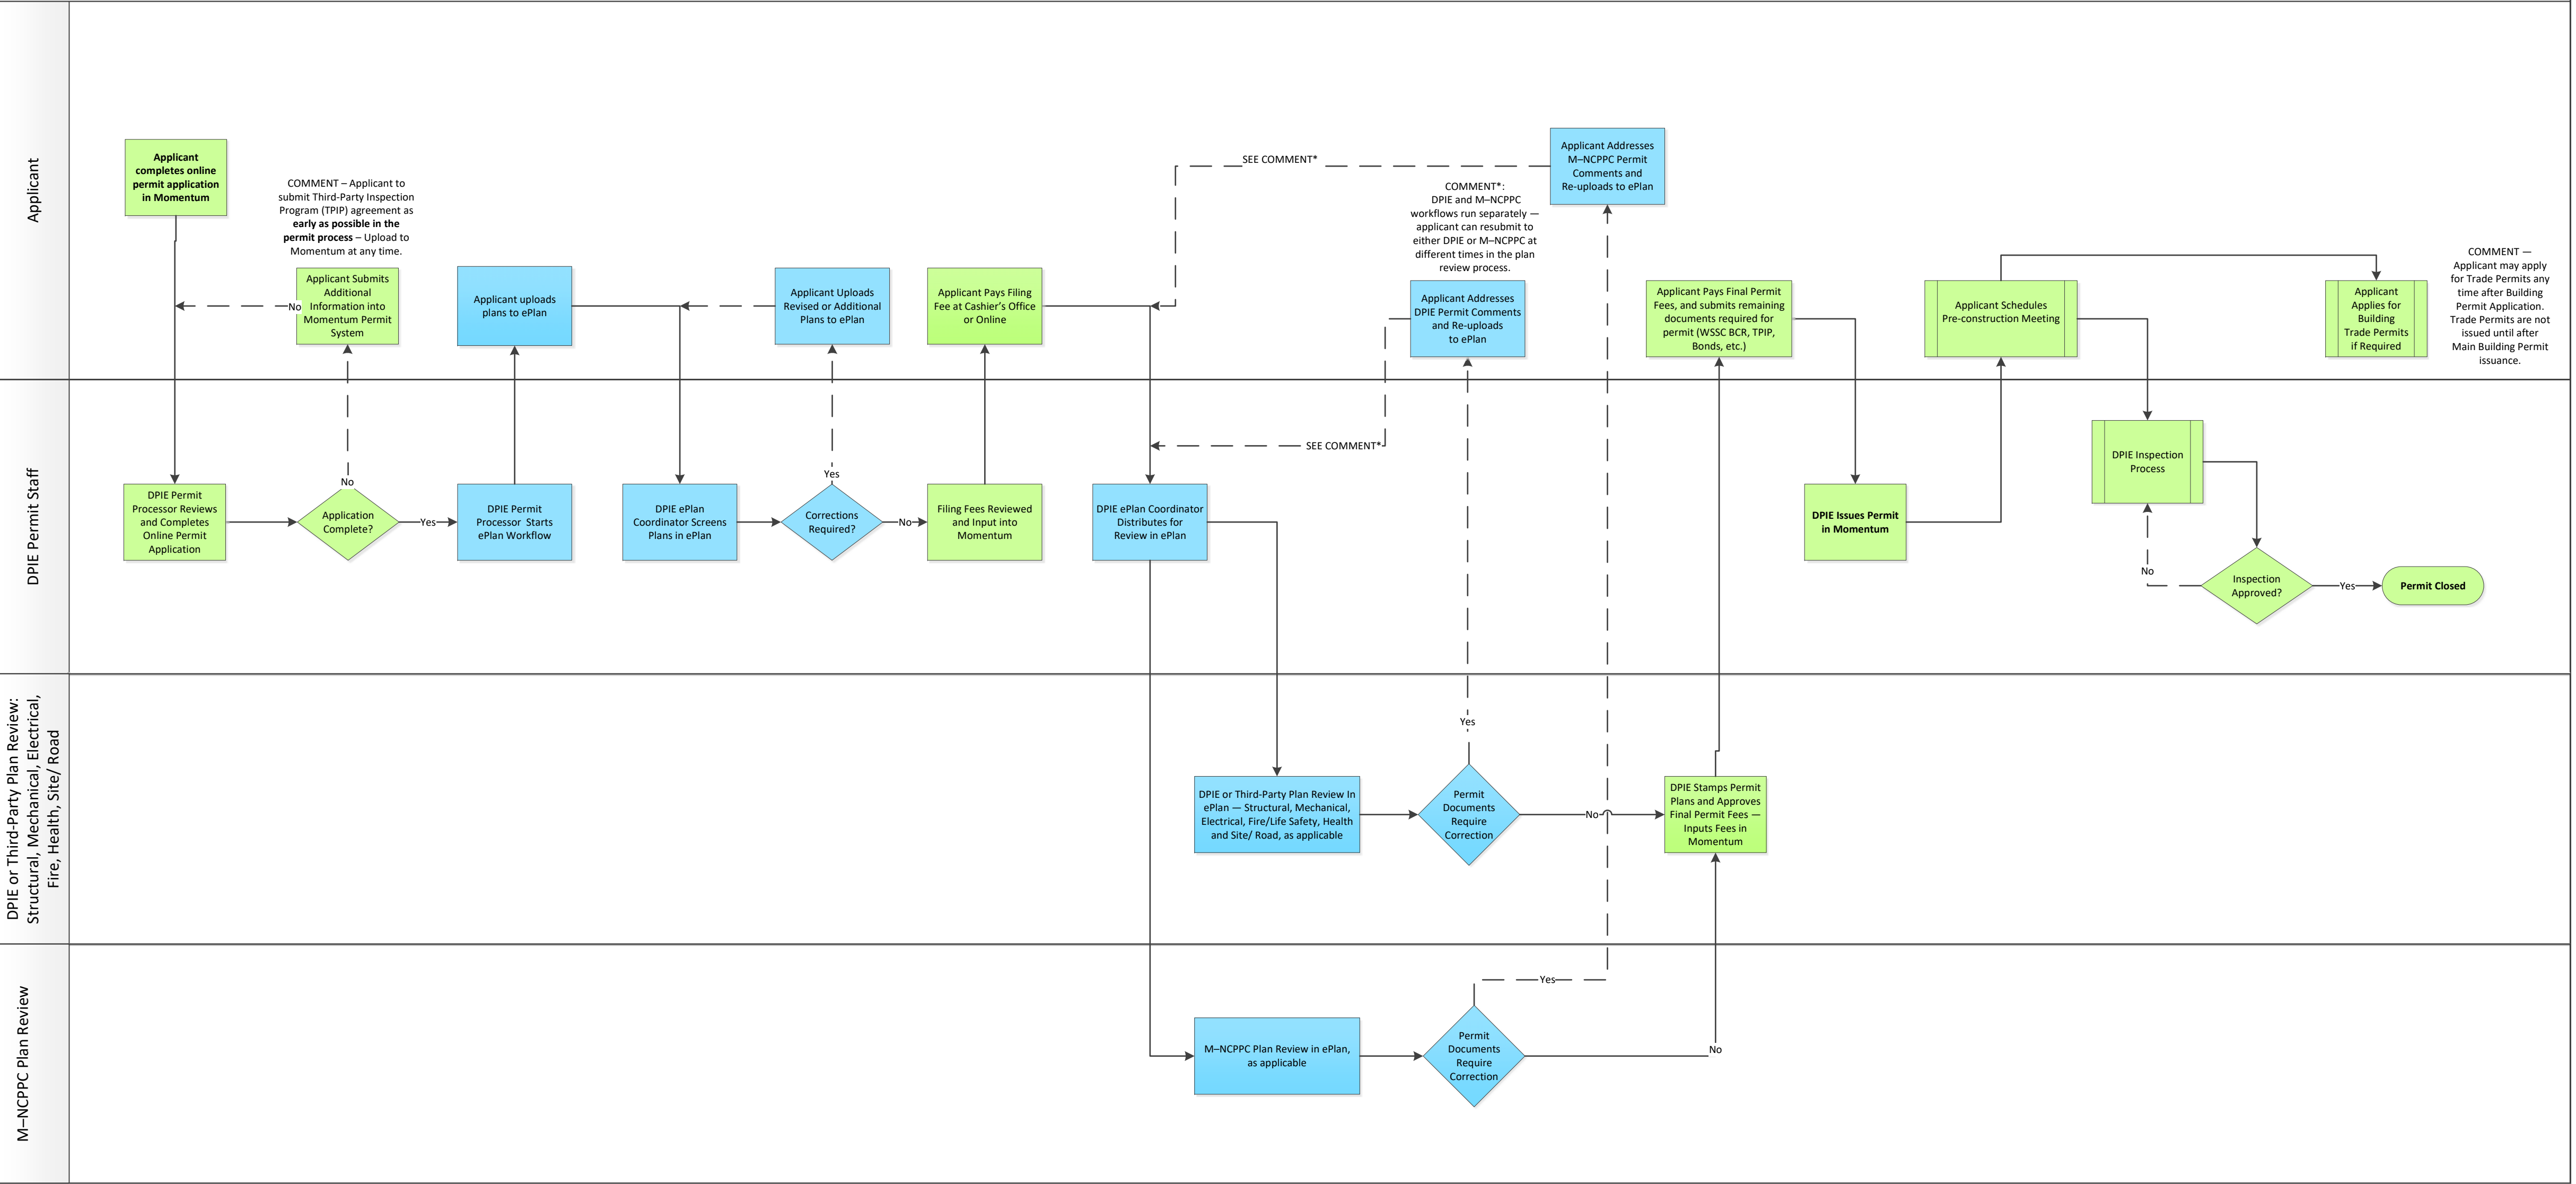 Applicant
Applicant
completes online
permit application
in Momentum
COMMENT – Applicant to
submit Third-Party Inspection
Program (TPIP) agreement as
early as possible in the
permit process – Upload to
Momentum at any time.
No
Applicant Submits
Additional
Information into
Momentum Permit
System
Applicant uploads
plans to ePlan
Applicant Uploads
Revised or Additional
Plans to ePlan
Applicant Pays Filing
Fee at Cashier's Office
or Online
SEE COMMENT*
COMMENT*:
DPIE and M–NCPPC
workflows run separately —
applicant can resubmit to
either DPIE or M–NCPPC at
different times in the plan
review process.
Applicant Addresses
DPIE Permit Comments
and Re-uploads
to ePlan
Applicant Addresses
M–NCPPC Permit
Comments and
Re-uploads to ePlan
Applicant Pays Final Permit
Fees, and submits remaining
documents required for
permit (WSSC BCR, TPIP,
Bonds, etc.)
Applicant Schedules
Pre-construction Meeting
Applicant
Applies for
Building
Trade Permits
if Required
COMMENT —
Applicant may apply
for Trade Permits any
time after Building
Permit Application.
Trade Permits are not
issued until after
Main Building Permit
issuance.
DPIE Permit Staff
DPIE Permit
Processor Reviews
and Completes
Online Permit
Application
No
Application
Complete?
Yes
DPIE Permit
Processor Starts
ePlan Workflow
DPIE ePlan
Coordinator Screens
Plans in ePlan
Yes
Corrections
Required?
No
Filing Fees Reviewed
and Input into
Momentum
SEE COMMENT*
DPIE ePlan Coordinator
Distributes for
Review in ePlan
DPIE Issues Permit
in Momentum
DPIE Inspection
Process
No
Inspection
Approved?
Yes
Permit Closed
DPIE or Third-Party Plan Review:
Structural, Mechanical, Electrical,
Fire, Health, Site/ Road
DPIE or Third-Party Plan Review In
ePlan — Structural, Mechanical,
Electrical, Fire/Life Safety, Health
and Site/ Road, as applicable
Yes
Permit
Documents
Require
Correction
No
DPIE Stamps Permit
Plans and Approves
Final Permit Fees —
Inputs Fees in
Momentum
M–NCPPC Plan Review
M–NCPPC Plan Review in ePlan,
as applicable
Yes
Permit
Documents
Require
Correction
No